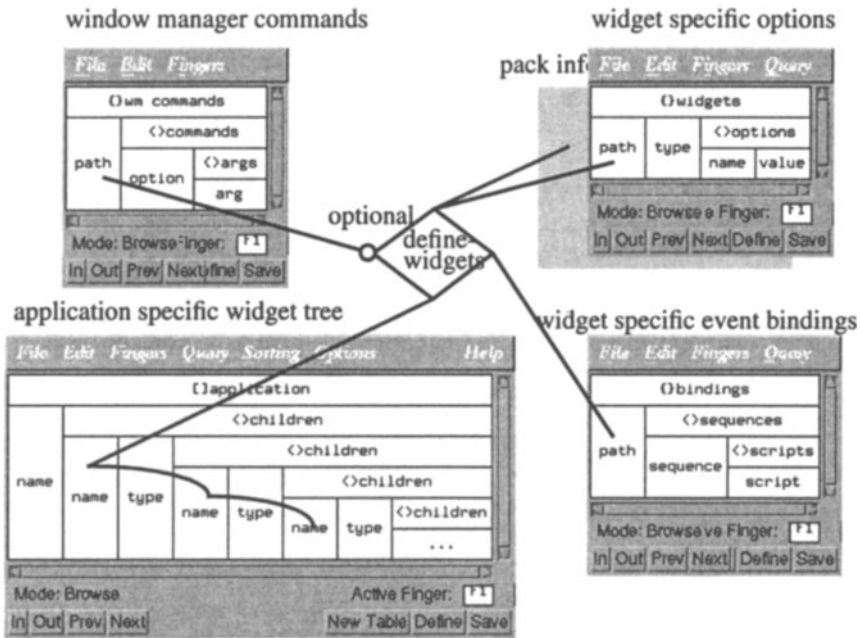 window manager commands
File Edit Fingers
{}wm commands
<>commands
path
option
<>args
arg
Mode: Browse Finger: F1
In Out Prev Next fine Save
widget specific options
pack info
File Edit Fingers Query
{}widgets
path
type
<>options
name value
Mode: Browse e Finger: F1
In Out Prev Next Define Save
optional
define-
widgets
application specific widget tree
File Edit Fingers Query Sorting Options Help
[]application
name
<>children
name
type
<>children
name
type
<>children
name
type
<>children
...
Mode: Browse Active Finger: F1
In Out Prev Next New Table Define Save
widget specific event bindings
File Edit Fingers Query
{}bindings
path
<>sequences
sequence
<>scripts
script
Mode: Browse ve Finger: F1
In Out Prev Next Define Save